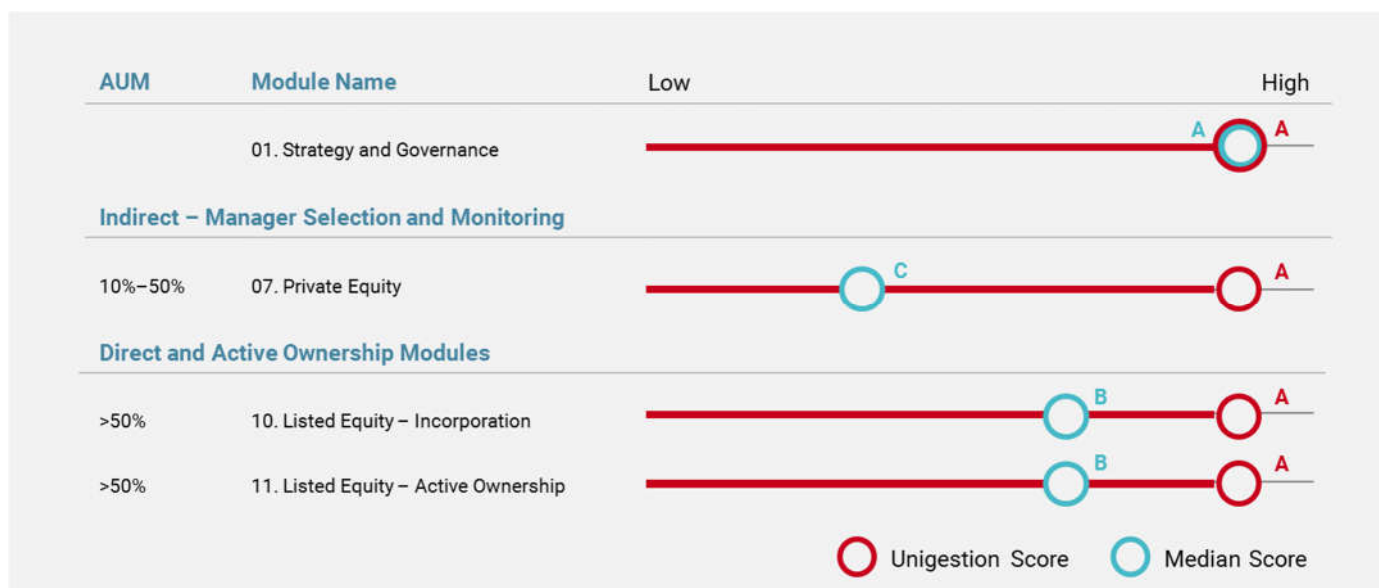 AUM Module Name Low High
01. Strategy and Governance A A
Indirect – Manager Selection and Monitoring
10%–50% 07. Private Equity C A
Direct and Active Ownership Modules
>50% 10. Listed Equity – Incorporation B A
>50% 11. Listed Equity – Active Ownership B A
Unigestion Score Median Score